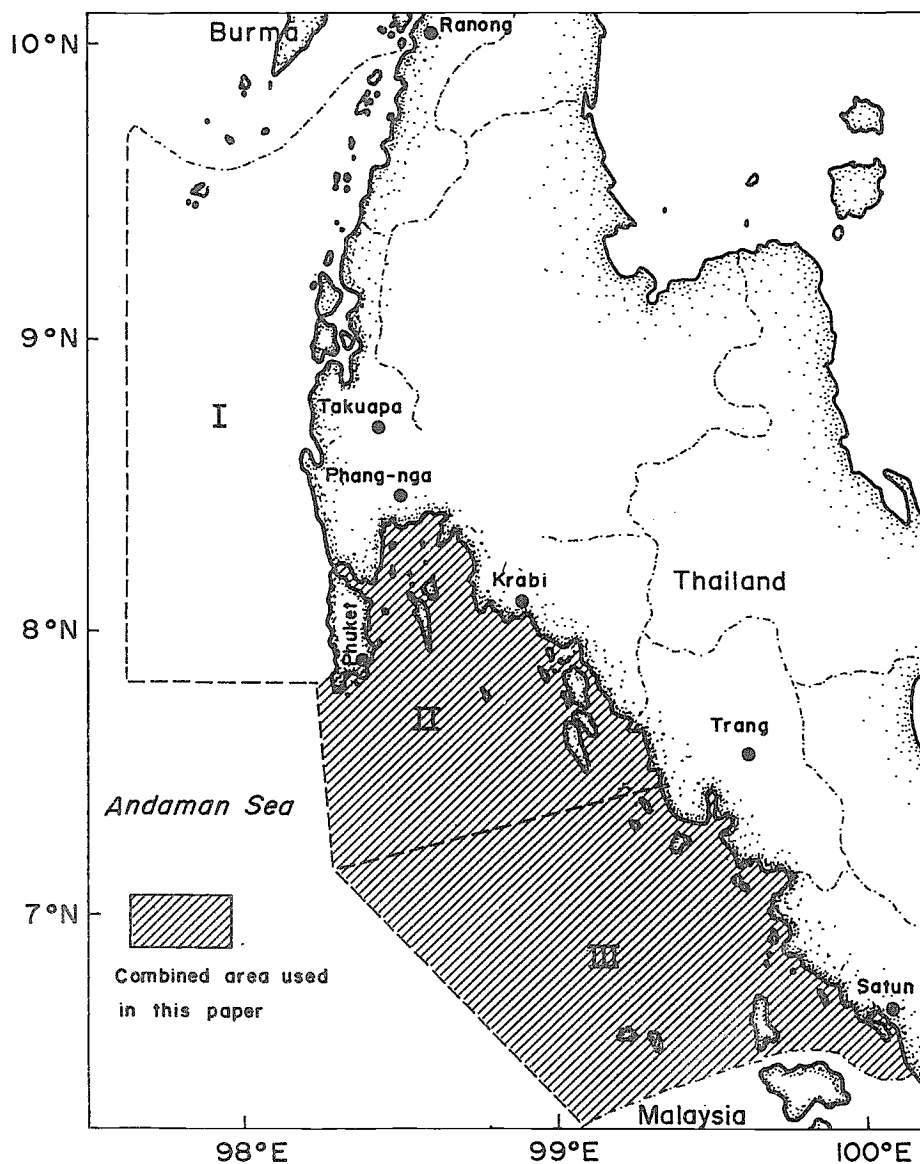 10°N
Burma
Ranong
9°N
I
Takuapa
Phang-nga
Krabi
Thailand
8°N
Phuket
II
Trang
Andaman Sea
7°N
III
Combined area used
in this paper
Satun
Malaysia
98°E
99°E
100°E